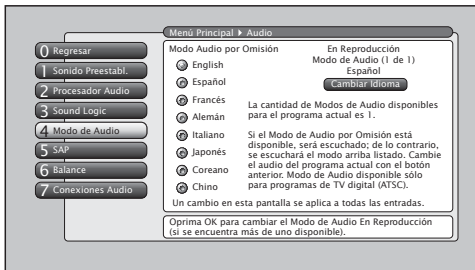 Menú Principal ▸ Audio
0 Regresar
1 Sonido Preestabl.
2 Procesador Audio
3 Sound Logic
4 Modo de Audio
5 SAP
6 Balance
7 Conexiones Audio
Modo Audio por Omisión
English
Español
Francés
Alemán
Italiano
Japonés
Coreano
Chino
En Reproducción
Modo de Audio (1 de 1)
Español
Cambiar Idioma
La cantidad de Modos de Audio disponibles
para el programa actual es 1.
Si el Modo de Audio por Omisión está
disponible, será escuchado; de lo contrario,
se escuchará el modo arriba listado. Cambie
el audio del programa actual con el botón
anterior. Modo de Audio disponible sólo
para programas de TV digital (ATSC).
Un cambio en esta pantalla se aplica a todas las entradas.
Oprima OK para cambiar el Modo de Audio En Reproducción
(si se encuentra más de uno disponible).